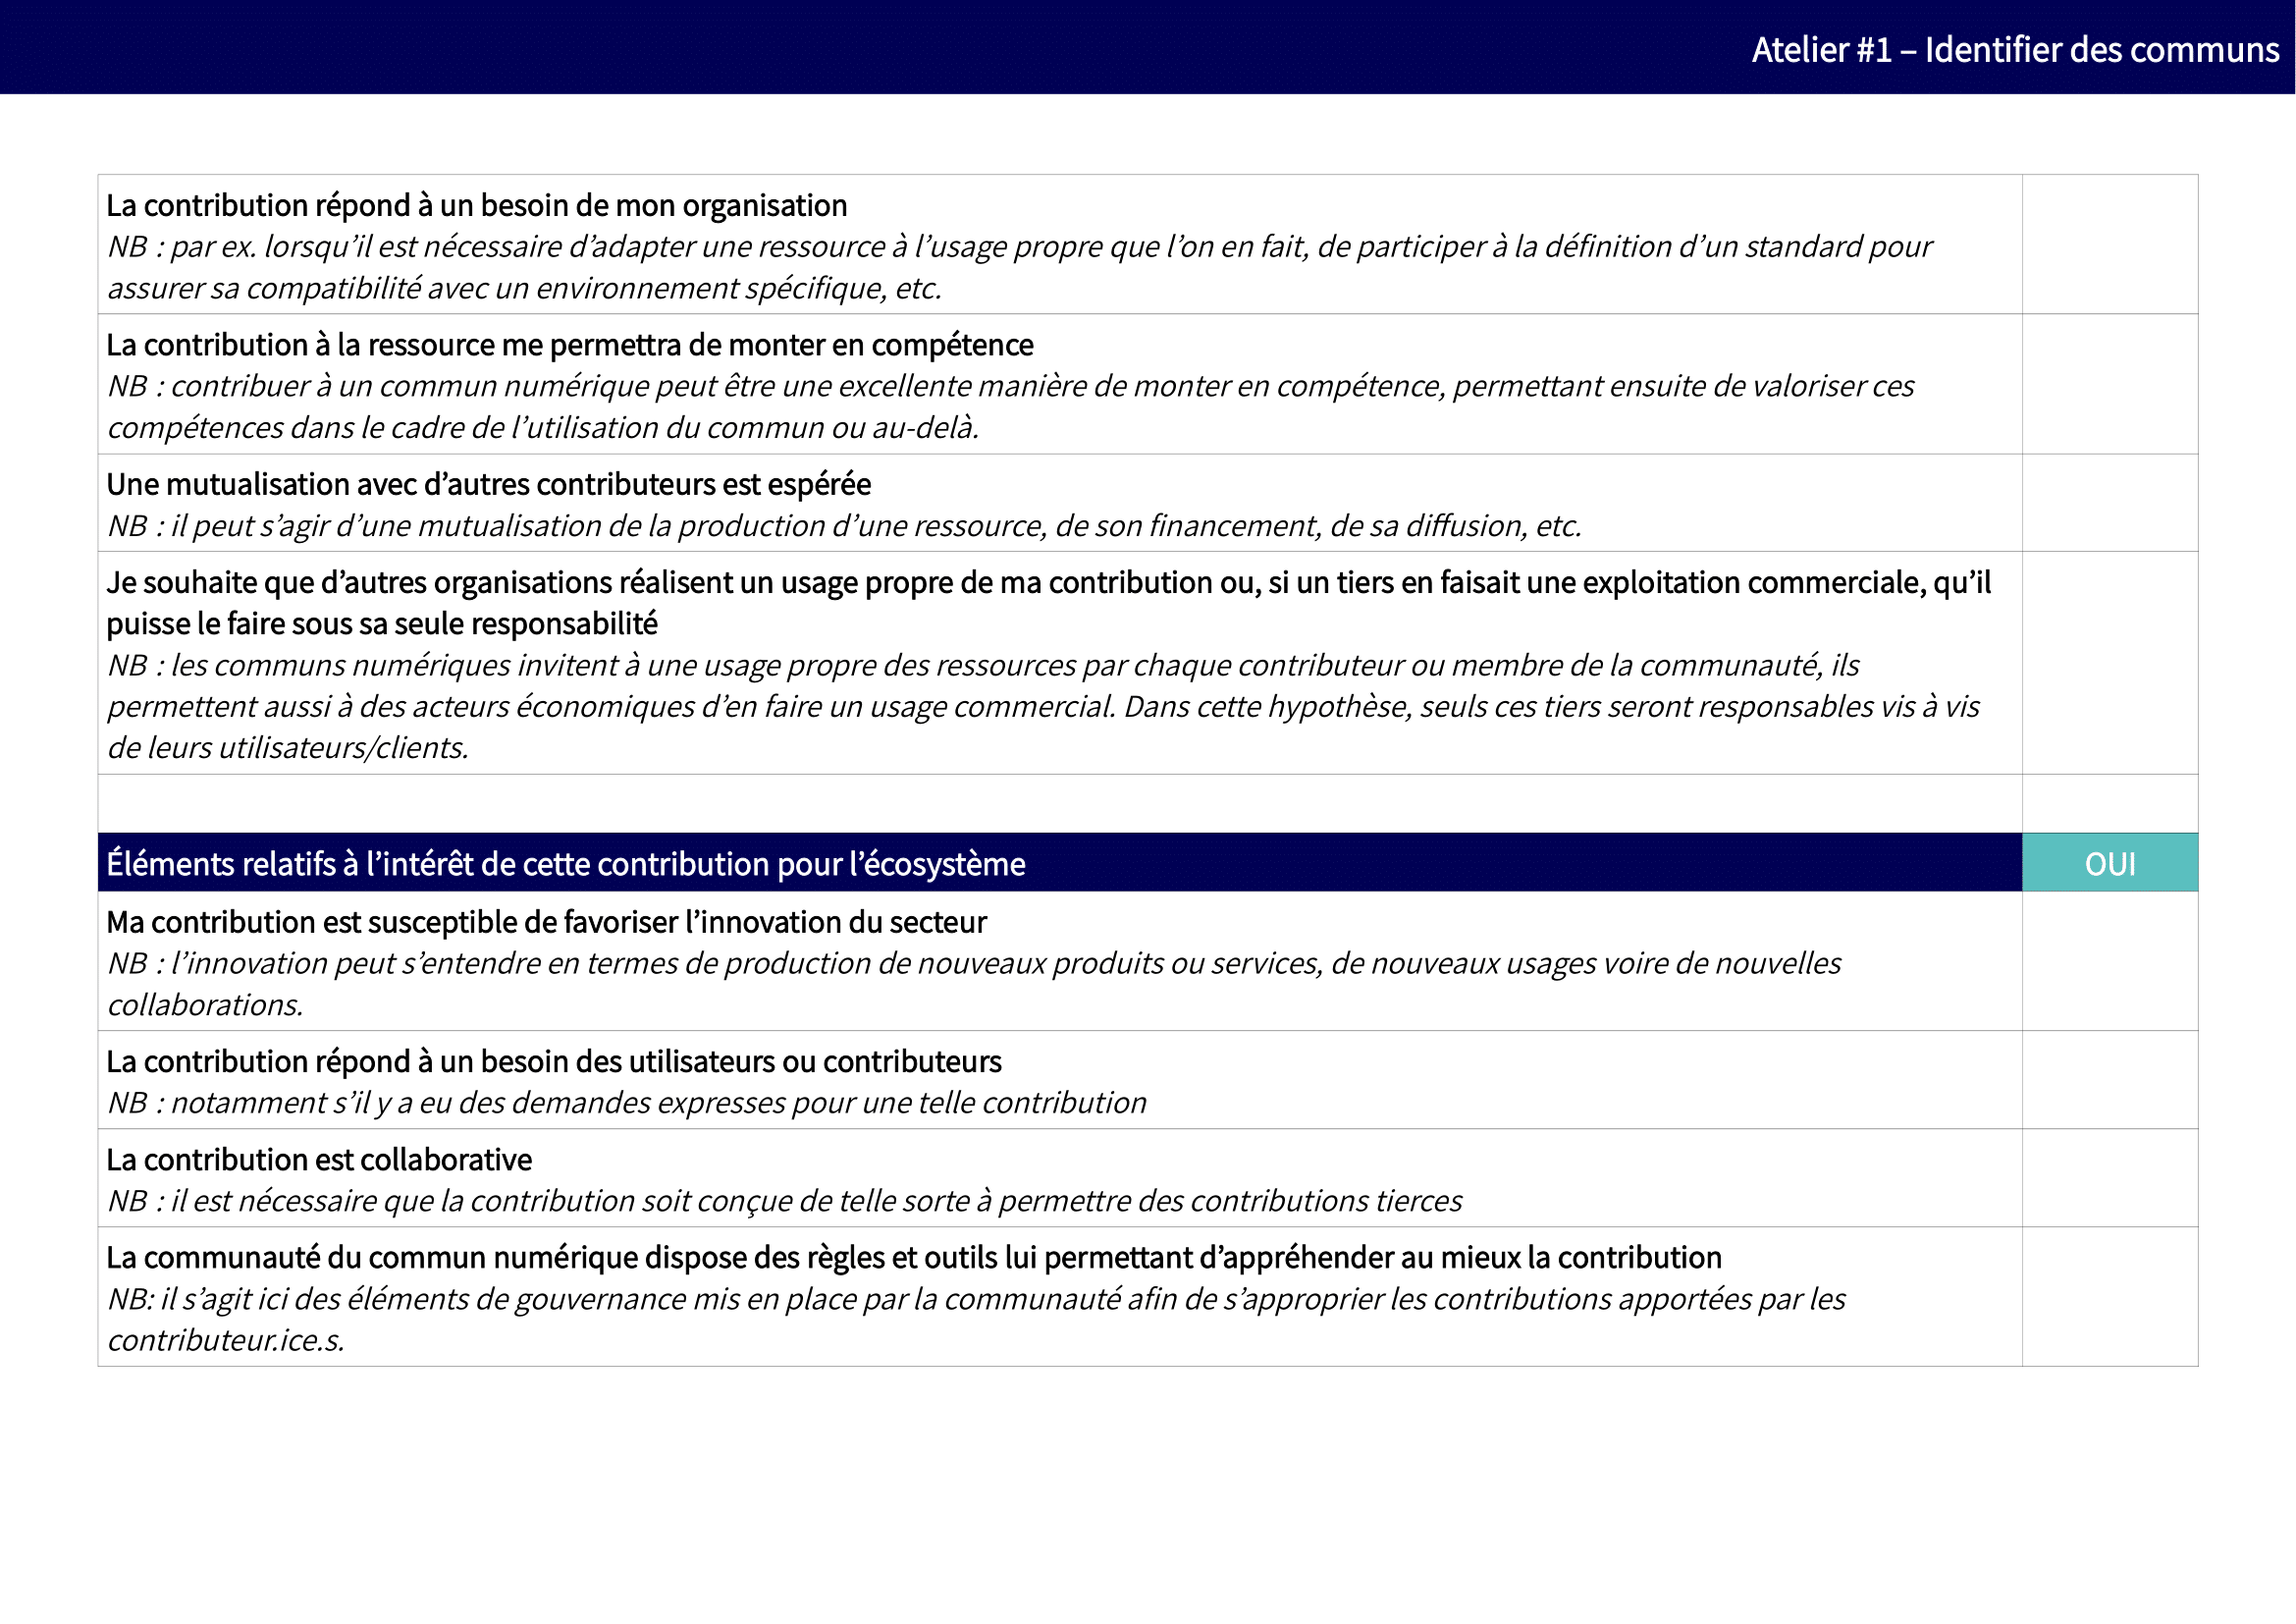 Atelier #1 – Identifier des communs
La contribution répond à un besoin de mon organisation
NB : par ex. lorsqu’il est nécessaire d’adapter une ressource à l’usage propre que l’on en fait, de participer à la définition d’un standard pour
assurer sa compatibilité avec un environnement spécifique, etc.
La contribution à la ressource me permettra de monter en compétence
NB : contribuer à un commun numérique peut être une excellente manière de monter en compétence, permettant ensuite de valoriser ces
compétences dans le cadre de l’utilisation du commun ou au-delà.
Une mutualisation avec d’autres contributeurs est espérée
NB : il peut s’agir d’une mutualisation de la production d’une ressource, de son financement, de sa diffusion, etc.
Je souhaite que d’autres organisations réalisent un usage propre de ma contribution ou, si un tiers en faisait une exploitation commerciale, qu’il
puisse le faire sous sa seule responsabilité
NB : les communs numériques invitent à une usage propre des ressources par chaque contributeur ou membre de la communauté, ils
permettent aussi à des acteurs économiques d’en faire un usage commercial. Dans cette hypothèse, seuls ces tiers seront responsables vis à vis
de leurs utilisateurs/clients.
Éléments relatifs à l’intérêt de cette contribution pour l’écosystème
OUI
Ma contribution est susceptible de favoriser l’innovation du secteur
NB : l’innovation peut s’entendre en termes de production de nouveaux produits ou services, de nouveaux usages voire de nouvelles
collaborations.
La contribution répond à un besoin des utilisateurs ou contributeurs
NB : notamment s’il y a eu des demandes expresses pour une telle contribution
La contribution est collaborative
NB : il est nécessaire que la contribution soit conçue de telle sorte à permettre des contributions tierces
La communauté du commun numérique dispose des règles et outils lui permettant d’appréhender au mieux la contribution
NB: il s’agit ici des éléments de gouvernance mis en place par la communauté afin de s’approprier les contributions apportées par les
contributeur.ice.s.